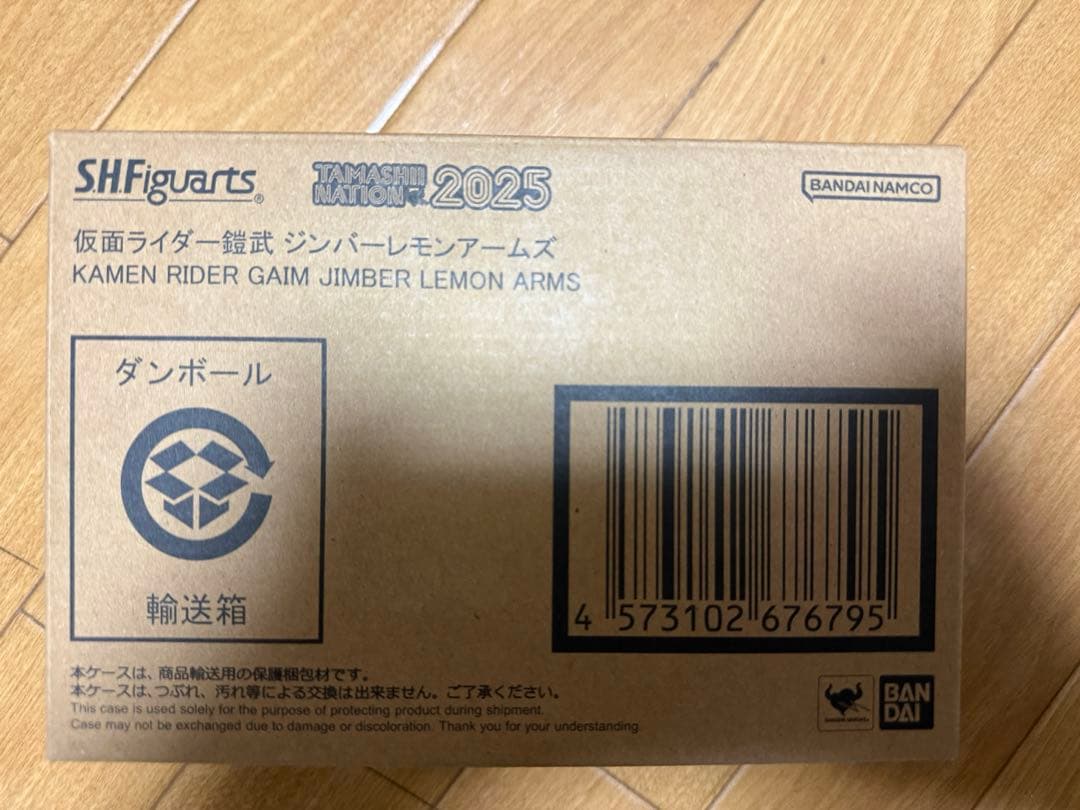 S.H.Figuarts®
TAMASHII NATION 2025
BANDAI NAMCO
仮面ライダー鎧武 ジンバーレモンアームズ
KAMEN RIDER GAIM JIMBER LEMON ARMS
ダンボール
輸送箱
4 573102 676795
本ケースは、商品輸送用の保護梱包材です。
本ケースは、つぶれ、汚れ等による交換は出来ません。ご了承ください。
This case is used solely for the purpose of protecting product during shipment.
Case may not be exchanged due to damage or discoloration. Thank you for your understanding.
BAN
DAI